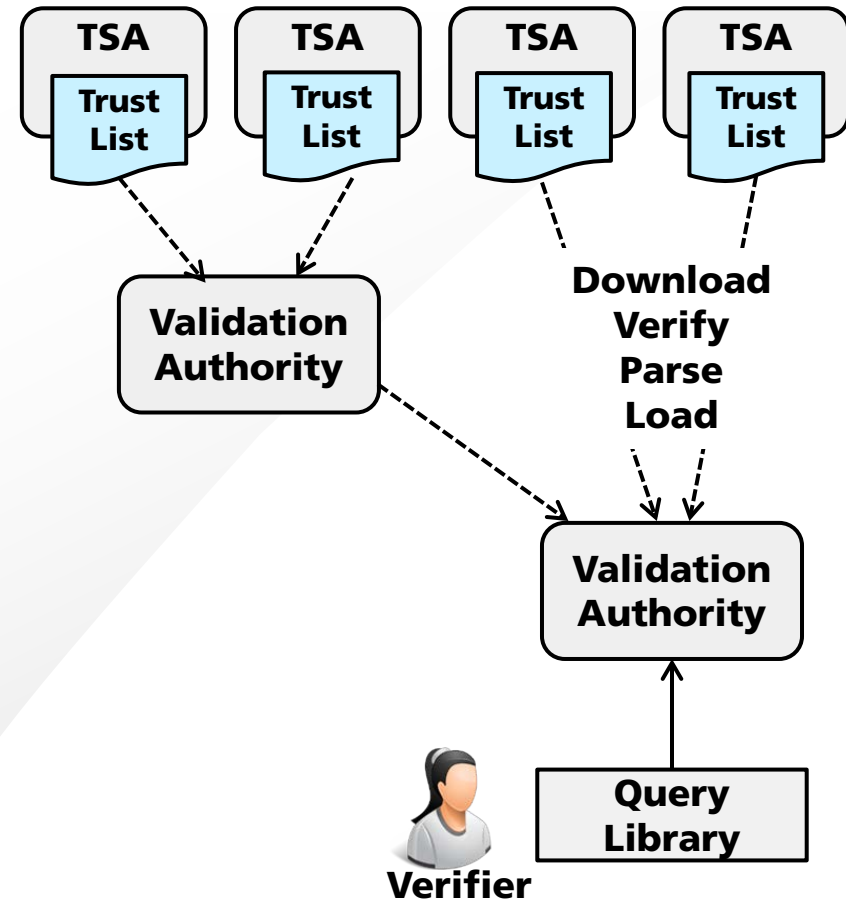 TSA
Trust
List
TSA
Trust
List
TSA
Trust
List
TSA
Trust
List
Validation
Authority
Download
Verify
Parse
Load
Validation
Authority
Query
Library
Verifier